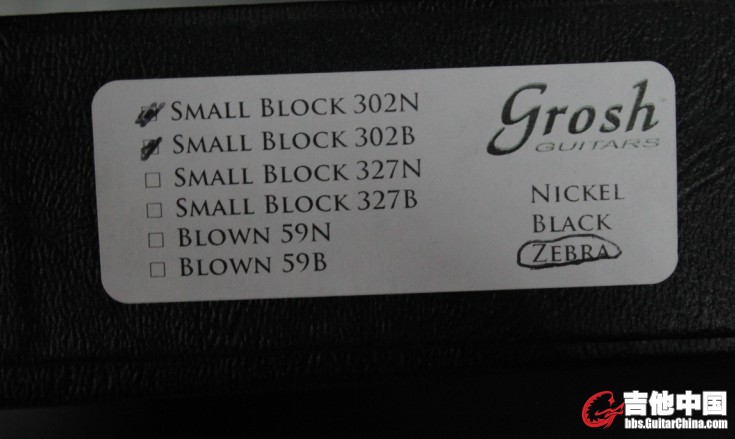 SMALL BLOCK 302N
SMALL BLOCK 302B
SMALL BLOCK 327N
SMALL BLOCK 327B
BLOWN 59N
BLOWN 59B
Grosh
GUITARS
NICKEL
BLACK
ZEBRA
吉他中国
bbs.GuitarChina.com